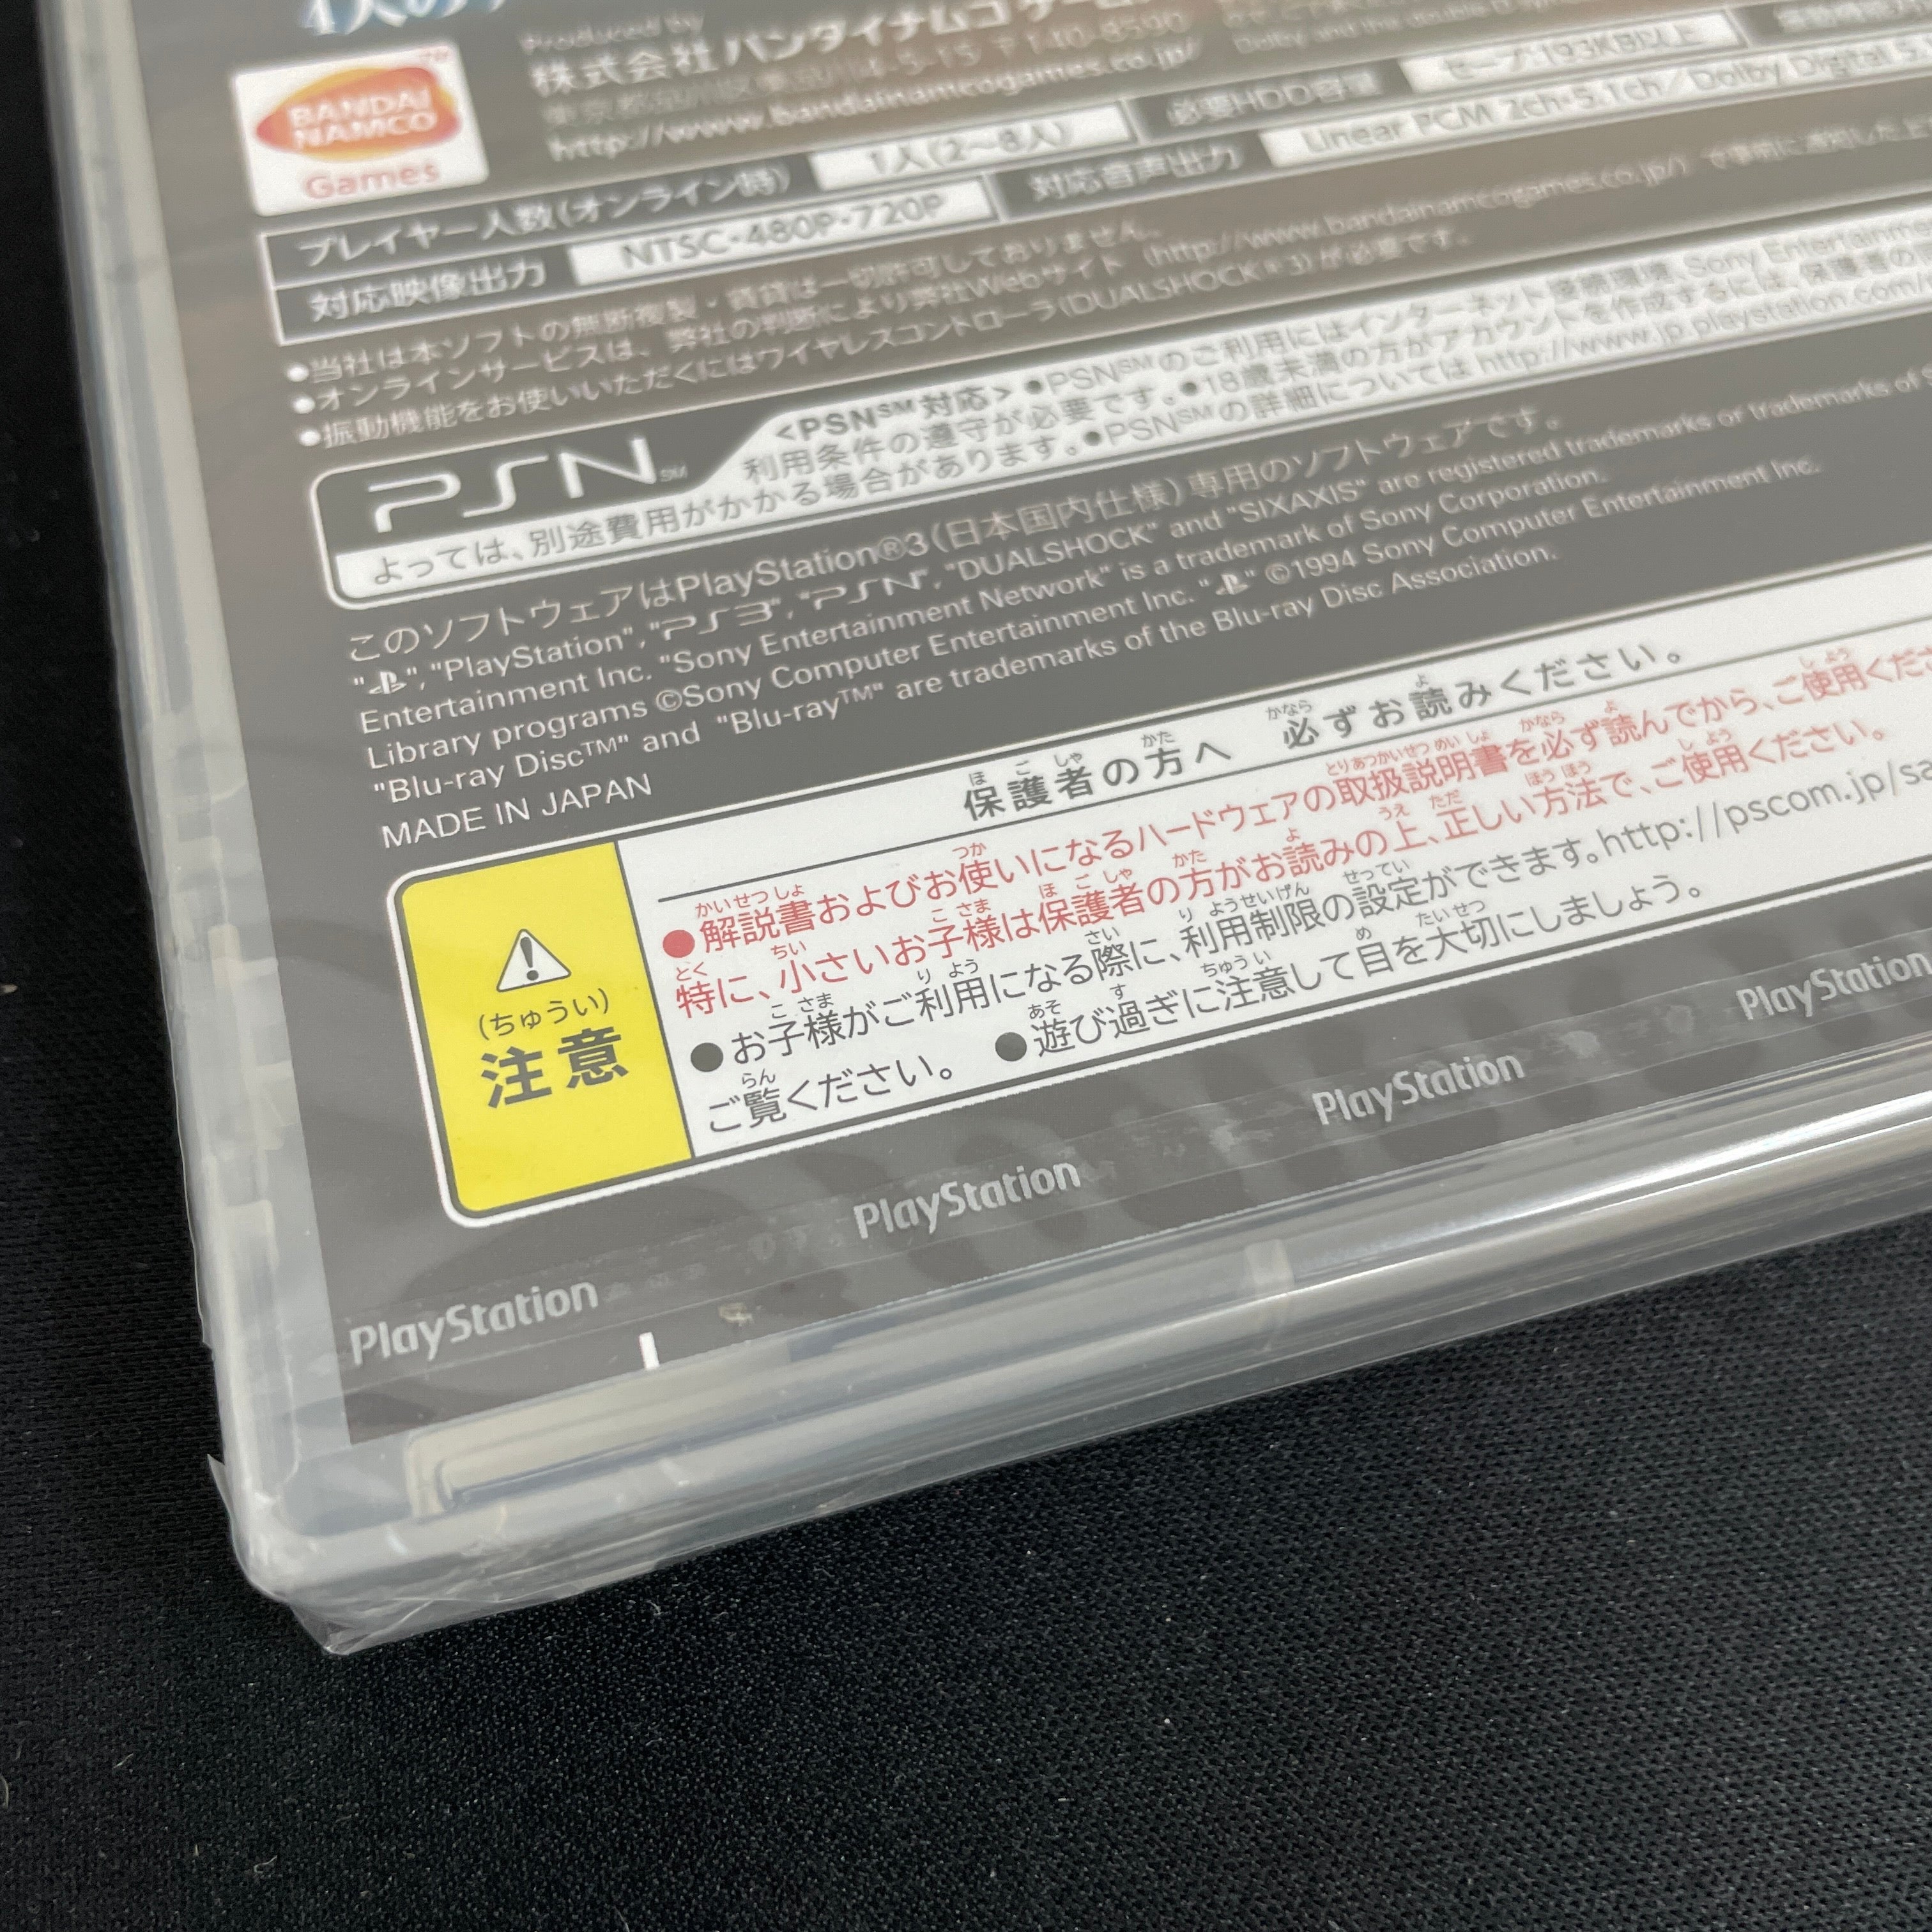 Produced by
株式会社 バンダイナムコ ゲーム
東京都品川区東品川4-5-15 〒140-8590
http://www.bandainamcogames.co.jp/
BANDAI
NAMCO
Games
プレイヤー人数(オンライン時) 1人(2〜8人) 必要HDD容量 セーブ:193KB以上
対応映像出力 NTSC・480P・720P 対応音声出力 Linear PCM 2ch・5.1ch/Dolby Digital 5
●当社は本ソフトの無断複製・賃貸は一切許可しておりません。
●オンラインサービスは、弊社の判断により弊社Webサイト (http://www.bandainamcogames.co.jp/) で事前に通知した上
●振動機能をお使いいただくにはワイヤレスコントローラ(DUALSHOCK®3)が必要です。
PSN℠
<PSN℠対応> ●PSN℠のご利用にはインターネット接続環境、Sony Entertainme
利用条件の遵守が必要です。●18歳未満の方がアカウントを作成するには、保護者の
よっては、別途費用がかかる場合があります。●PSN℠の詳細については http://www.jp.playstation.com/
このソフトウェアはPlayStation®3(日本国内仕様)専用のソフトウェアです。
"PlayStation", "PS3", "PSN", "DUALSHOCK" and "SIXAXIS" are registered trademarks or trademarks of S
Entertainment Inc. "Sony Entertainment Network" is a trademark of Sony Corporation.
Library programs ©Sony Computer Entertainment Inc. " " ©1994 Sony Computer Entertainment Inc.
"Blu-ray Disc™" and "Blu-ray™" are trademarks of the Blu-ray Disc Association.
MADE IN JAPAN
(ちゅうい)
注意
保護者の方へ 必ずお読みください。
●解説書およびお使いになるハードウェアの取扱説明書を必ず読んでから、ご使用くださ
特に、小さいお子様は保護者の方がお読みの上、正しい方法で、ご使用ください。
●お子様がご利用になる際に、利用制限の設定ができます。http://pscom.jp/sa
ご覧ください。 ●遊び過ぎに注意して目を大切にしましょう。
PlayStation PlayStation PlayStation PlayStation